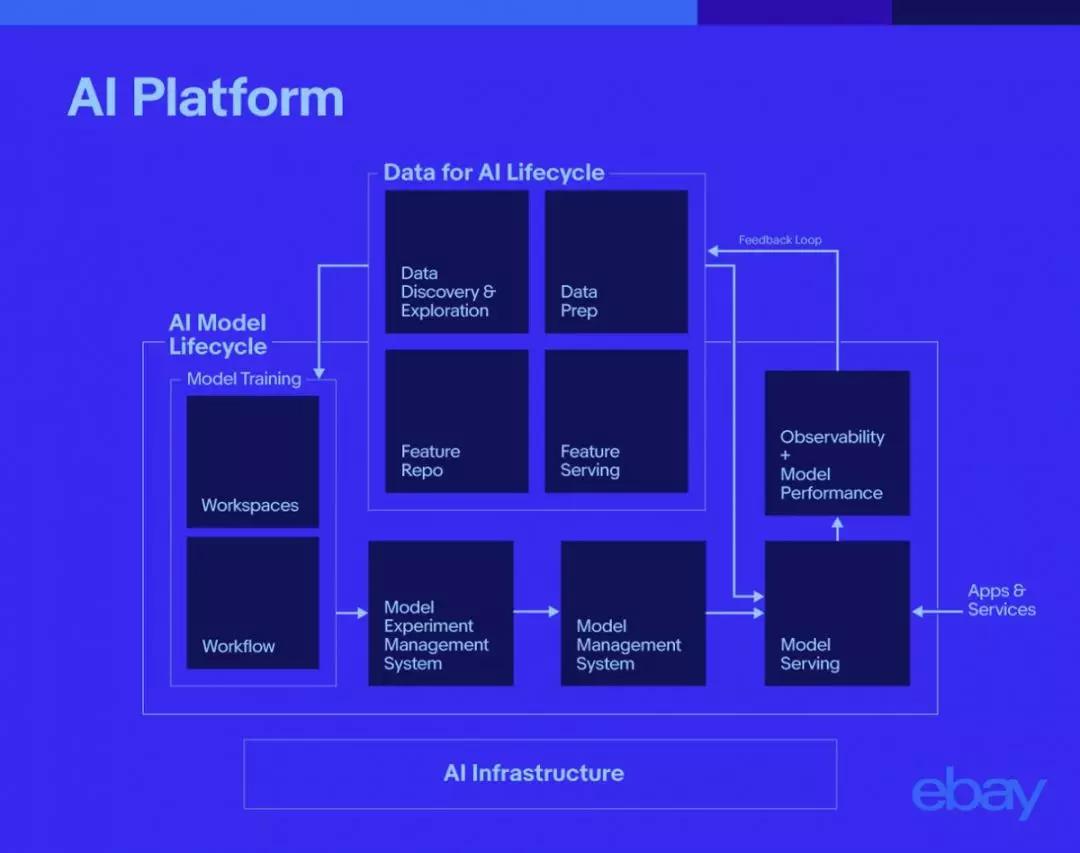 AI Platform
Data for AI Lifecycle
Data
Discovery &
Exploration
Data
Prep
Feedback Loop
Feature
Repo
Feature
Serving
AI Model
Lifecycle
Model Training
Workspaces
Workflow
Model
Experiment
Management
System
Model
Management
System
Observability
+
Model
Performance
Model
Serving
Apps &
Services
AI Infrastructure
ebay